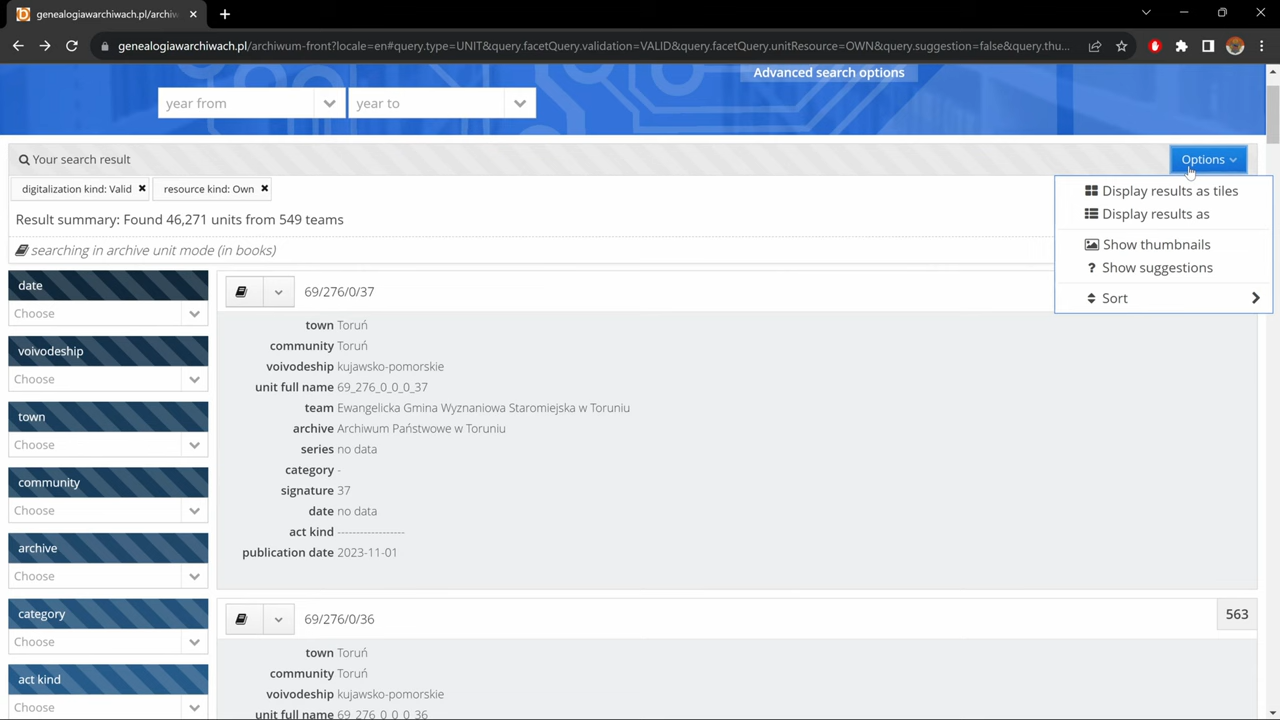 genealogiawarchiwach.pl/archiw
genealogiawarchiwach.pl/archiwum-front?locale=en#query.type=UNIT&query.facetQuery.validation=VALID&query.facetQuery.unitResource=OWN&query.suggestion=false&query.thu...
Advanced search options
year from
year to
Your search result
Options
digitalization kind: Valid
resource kind: Own
Display results as tiles
Display results as
Result summary: Found 46,271 units from 549 teams
Show thumbnails
searching in archive unit mode (in books)
Show suggestions
Sort
date
Choose
voivodeship
Choose
town
Choose
community
Choose
archive
Choose
category
Choose
act kind
Choose
69/276/0/37
town Toruń
community Toruń
voivodeship kujawsko-pomorskie
unit full name 69_276_0_0_0_37
team Ewangelicka Gmina Wyznaniowa Staromiejska w Toruniu
archive Archiwum Państwowe w Toruniu
series no data
category -
signature 37
date no data
act kind ------------------
publication date 2023-11-01
69/276/0/36
563
town Toruń
community Toruń
voivodeship kujawsko-pomorskie
unit full name 69_276_0_0_0_36